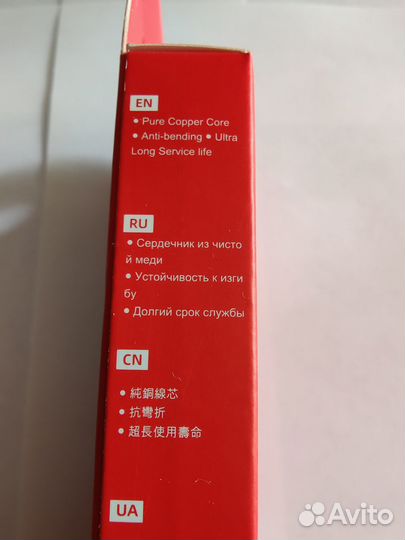 EN
• Pure Copper Core
• Anti-bending • Ultra
Long Service life
RU
• Сердечник из чисто
й меди
• Устойчивость к изги
бу
• Долгий срок службы
CN
• 純銅線芯
• 抗彎折
• 超長使用壽命
UA
Avito